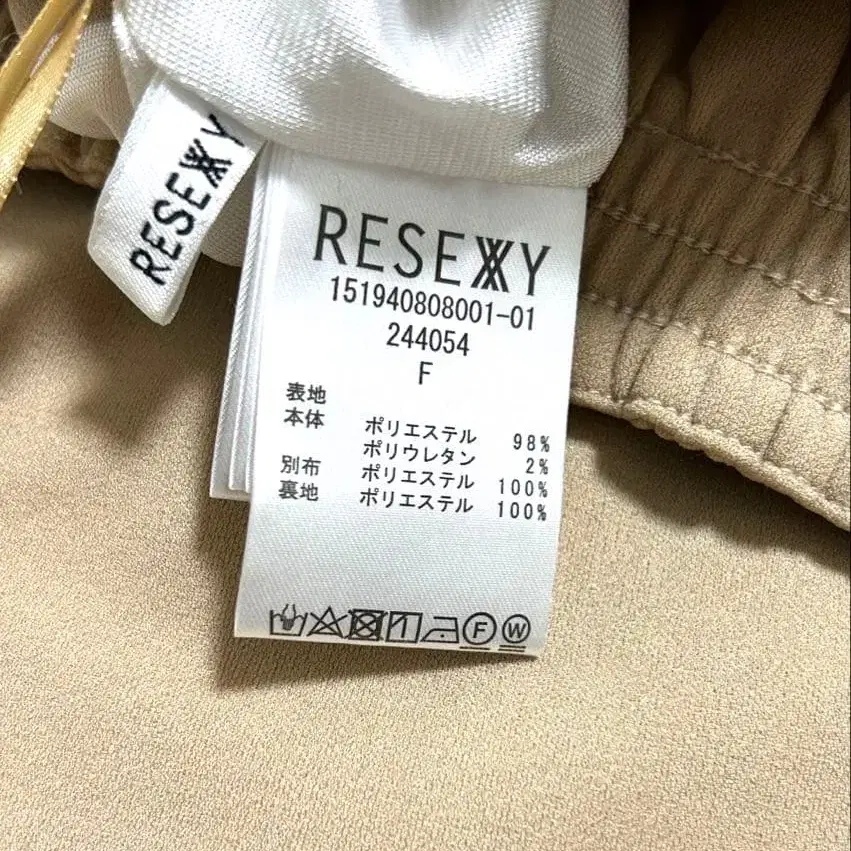 RESEXXY
RESEXXY
151940808001-01
244054
F
表地
本体 ポリエステル 98%
ポリウレタン 2%
別布 ポリエステル 100%
裏地 ポリエステル 100%
F W